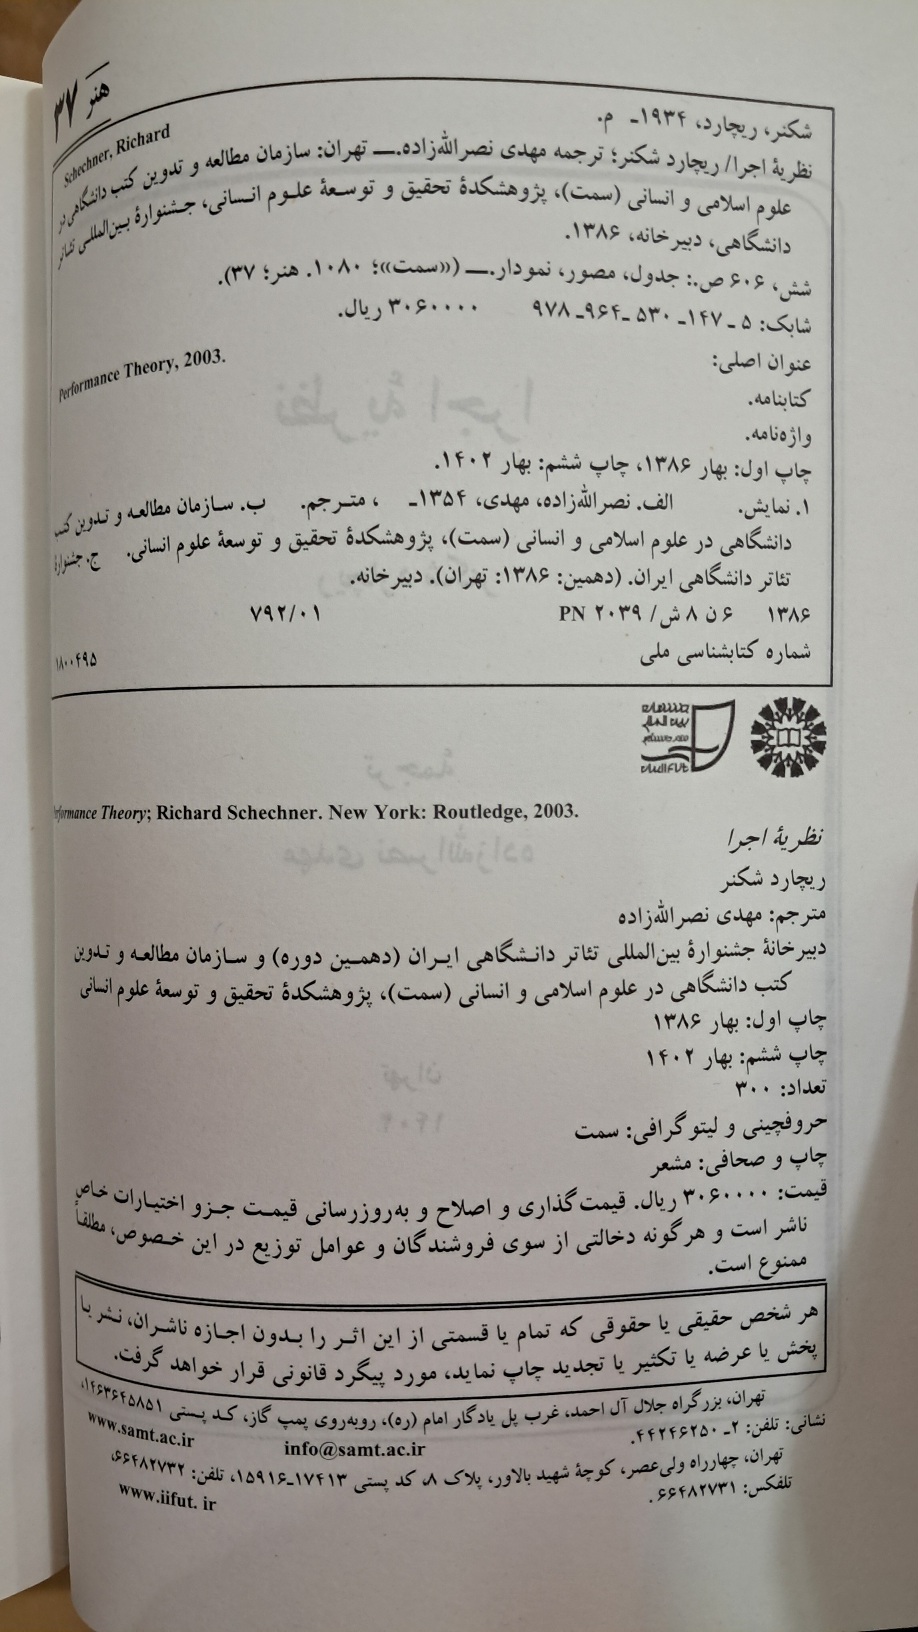 هنر ۳۷
شکنر، ریچارد، ۱۹۳۴ـ م.
Schechner, Richard
نظریهٔ اجرا/ ریچارد شکنر؛ ترجمه مهدی نصرالله‌زاده.ــ تهران: سازمان مطالعه و تدوین کتب دانشگاهی در
علوم اسلامی و انسانی (سمت)، پژوهشکدهٔ تحقیق و توسعهٔ علوم انسانی، جشنوارهٔ بین‌المللی تئاتر
دانشگاهی، دبیرخانه، ۱۳۸۶.
شش، ۶۰۶ ص.: جدول، مصور، نمودار.ــ («سمت»؛ ۱۰۸۰. هنر؛ ۳۷).
شابک: ۵ ـ ۱۴۷ـ ۵۳۰ ـ۹۶۴ـ ۹۷۸ ۳۰۶۰۰۰۰ ریال.
عنوان اصلی:
Performance Theory, 2003.
کتابنامه.
واژه‌نامه.
چاپ اول: بهار ۱۳۸۶، چاپ ششم: بهار ۱۴۰۲.
۱. نمایش. الف. نصرالله‌زاده، مهدی، ۱۳۵۴ـ ، مترجم. ب. سازمان مطالعه و تدوین کتب
دانشگاهی در علوم اسلامی و انسانی (سمت)، پژوهشکدهٔ تحقیق و توسعهٔ علوم انسانی. ج. جشنوارهٔ
تئاتر دانشگاهی ایران. (دهمین: ۱۳۸۶: تهران). دبیرخانه.
۱۳۸۶ ۶ ن ۸ ش/ ۲۰۳۹ PN ۷۹۲/۰۱
شماره کتابشناسی ملی ۱۸۰۰۴۹۵
Performance Theory; Richard Schechner. New York: Routledge, 2003.
نظریهٔ اجرا
ریچارد شکنر
مترجم: مهدی نصرالله‌زاده
دبیرخانهٔ جشنوارهٔ بین‌المللی تئاتر دانشگاهی ایران (دهمین دوره) و سازمان مطالعه و تدوین
کتب دانشگاهی در علوم اسلامی و انسانی (سمت)، پژوهشکدهٔ تحقیق و توسعهٔ علوم انسانی
چاپ اول: بهار ۱۳۸۶
چاپ ششم: بهار ۱۴۰۲
تعداد: ۳۰۰
حروفچینی و لیتوگرافی: سمت
چاپ و صحافی: مشعر
قیمت: ۳۰۶۰۰۰۰ ریال. قیمت‌گذاری و اصلاح و به‌روزرسانی قیمت جزو اختیارات خاصِ
ناشر است و هرگونه دخالتی از سوی فروشندگان و عوامل توزیع در این خصوص، مطلقاً
ممنوع است.
هر شخص حقیقی یا حقوقی که تمام یا قسمتی از این اثر را بدون اجازه ناشران، نشر یا
پخش یا عرضه یا تکثیر یا تجدید چاپ نماید، مورد پیگرد قانونی قرار خواهد گرفت.
تهران، بزرگراه جلال آل احمد، غرب پل یادگار امام (ره)، روبه‌روی پمپ گاز، کد پستی ۱۴۶۳۶۴۵۸۵۱،
نشانی: تلفن: ۲ـ ۴۴۲۴۶۲۵۰.
info@samt.ac.ir www.samt.ac.ir
تهران، چهارراه ولی‌عصر، کوچهٔ شهید بالاور، پلاک ۸، کد پستی ۱۷۴۱۳ـ۱۵۹۱۶، تلفن: ۶۶۴۸۲۷۳۲،
تلفکس: ۶۶۴۸۲۷۳۱.
www.iifut. ir